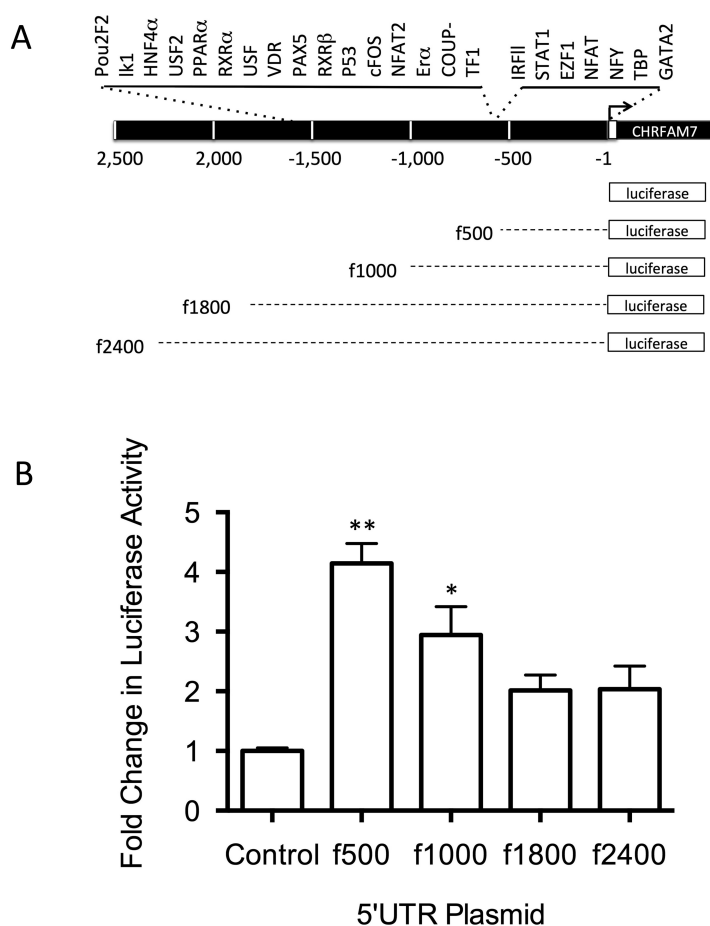 A
Pou2F2
Ik1
HNF4α
USF2
PPARα
RXRα
USF
VDR
PAX5
RXRβ
P53
cFOS
NFAT2
Erα
COUP-
TF1
IRFII
STAT1
EZF1
NFAT
NFY
TBP
GATA2
CHRFAM7
2,500 2,000 -1,500 -1,000 -500 -1
luciferase
f500 luciferase
f1000 luciferase
f1800 luciferase
f2400 luciferase
B
Fold Change in Luciferase Activity
5
4
3
2
1
0
**
*
Control f500 f1000 f1800 f2400
5'UTR Plasmid